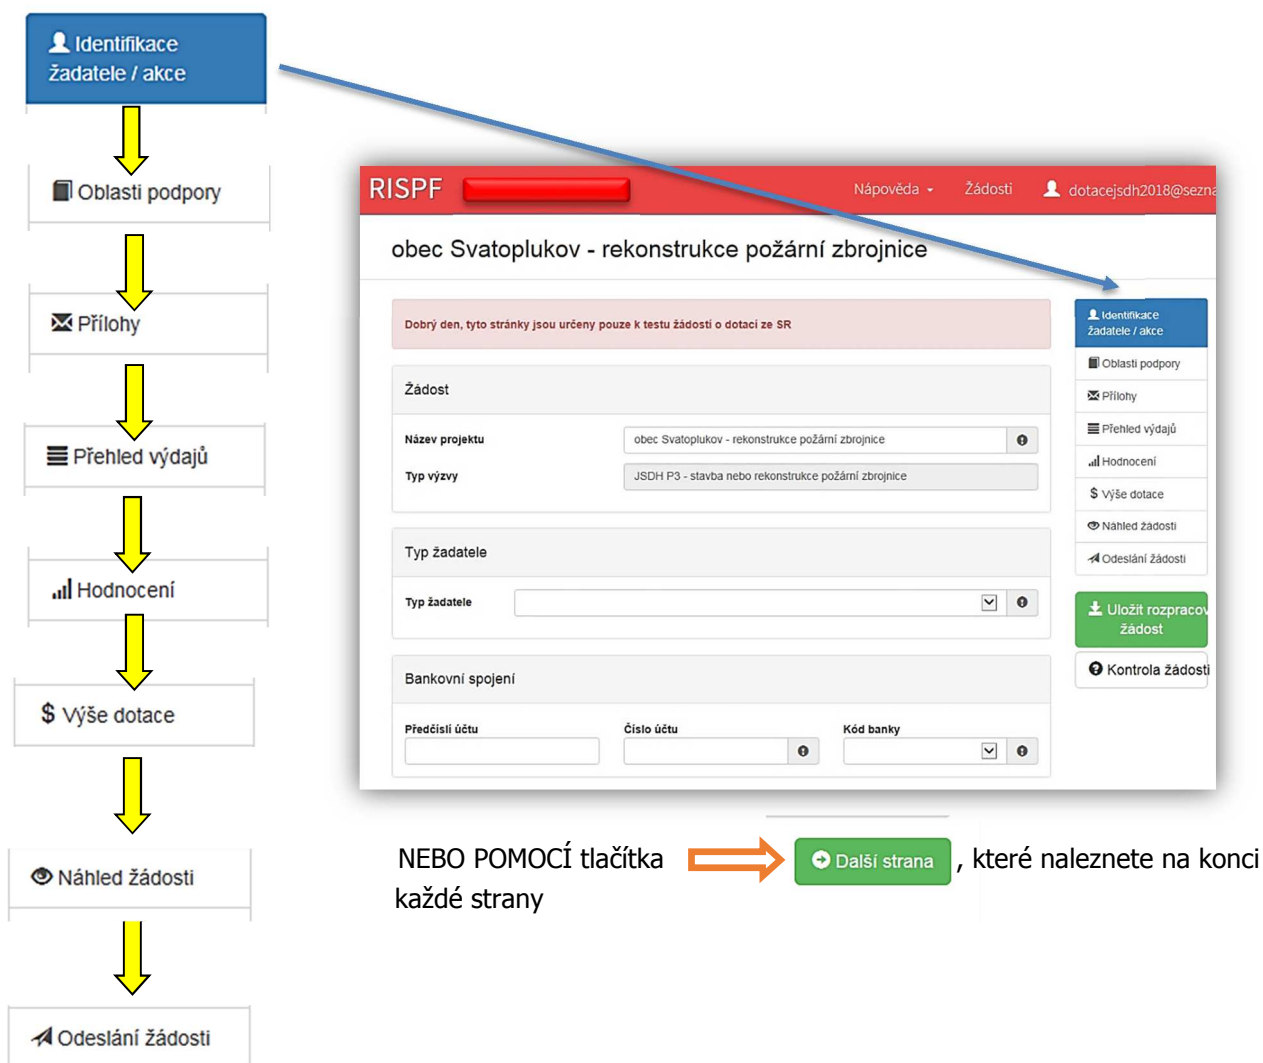 Identifikace
žadatele / akce
Oblasti podpory
Přílohy
Přehled výdajů
Hodnocení
$ Výše dotace
Náhled žádosti
Odeslání žádosti
RISPF
Nápověda
Žádosti
dotacejsdh2018@sezna
obec Svatoplukov - rekonstrukce požární zbrojnice
Dobrý den, tyto stránky jsou určeny pouze k testu žádostí o dotaci ze SR
Žádost
Název projektu
obec Svatoplukov - rekonstrukce požární zbrojnice
Typ výzvy
JSDH P3 - stavba nebo rekonstrukce požární zbrojnice
Typ žadatele
Typ žadatele
Bankovní spojení
Předčíslí účtu
Číslo účtu
Kód banky
Identifikace
žadatele / akce
Oblasti podpory
Přílohy
Přehled výdajů
Hodnocení
$ Výše dotace
Náhled žádosti
Odeslání žádosti
Uložit rozpracov
žádost
Kontrola žádosti
NEBO POMOCÍ tlačítka Další strana , které naleznete na konci
každé strany